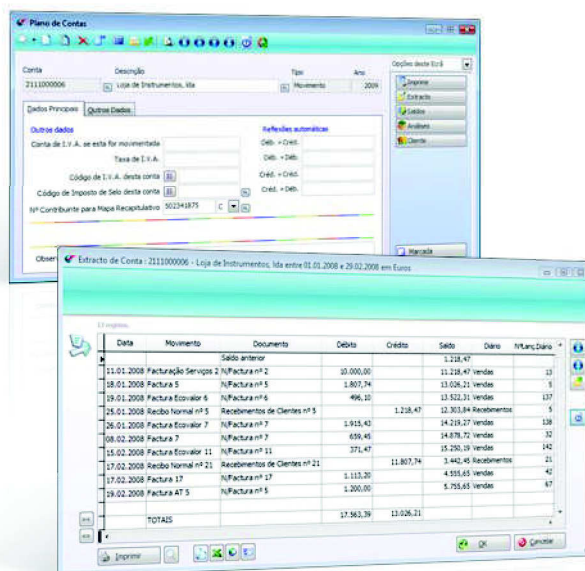 Plano de Contas
Conta Descrição Tipo Ano
2111000006 Loja de Instrumentos, lda Movimento 2009
Dados Principais Outros Dados
Outros dados Reflexões automáticas
Conta de I.V.A. se esta for movimentada Déb. + Créd.
Taxa de I.V.A. Déb. - Déb.
Código de I.V.A. desta conta Créd. + Créd.
Código de Imposto de Selo desta conta Créd. + Déb.
Nº Contribuinte para Mapa Recapitulativo 502341875 C
Opções deste Ecrã
Imprime
Extracto
Saldos
Análises
Cliente
Marcada
Extracto de Conta : 2111000006 - Loja de Instrumentos, lda entre 01.01.2008 e 29.02.2008 em Euros
13 registos.
Data Movimento Documento Débito Crédito Saldo Diário NºLanç.Diário
Saldo anterior 1.218,47
11.01.2008 Facturação Serviços 2 N/Factura nº 2 10.000,00 11.218,47 Vendas 13
18.01.2008 Factura 5 N/Factura nº 5 1.807,74 13.026,21 Vendas 5
19.01.2008 Factura Ecovalor 6 N/Factura nº 6 496,10 13.522,31 Vendas 137
25.01.2008 Recibo Normal nº 5 Recebimentos de Clientes nº 5 1.218,47 12.303,84 Recebimentos 5
26.01.2008 Factura Ecovalor 7 N/Factura nº 7 1.915,43 14.219,27 Vendas 138
08.02.2008 Factura 7 N/Factura nº 7 659,45 14.878,72 Vendas 32
15.02.2008 Factura Ecovalor 11 N/Factura nº 11 371,47 15.250,19 Vendas 142
17.02.2008 Recibo Normal nº 21 Recebimentos de Clientes nº 21 11.807,74 3.442,45 Recebimentos 21
17.02.2008 Factura 17 N/Factura nº 17 1.113,20 4.555,65 Vendas 42
19.02.2008 Factura AT 5 N/Factura nº 5 1.200,00 5.755,65 Vendas 67
TOTAIS 17.563,39 13.026,21
Imprimir OK Cancelar